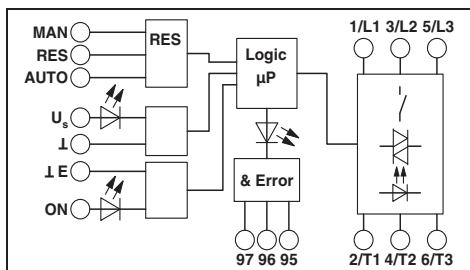 MAN
RES
AUTO
RES
Us
⊥
⊥ E
ON
Logic
µP
& Error
97 96 95
1/L1 3/L2 5/L3
2/T1 4/T2 6/T3